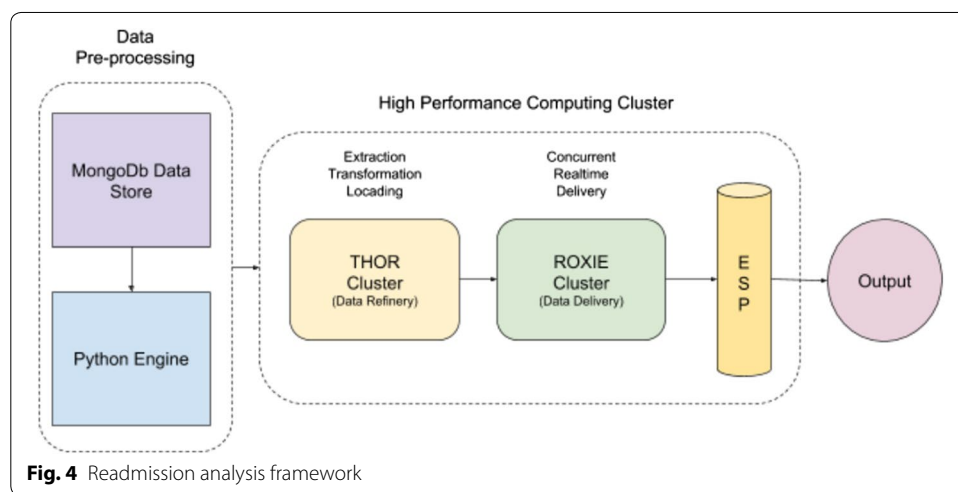 Data
Pre-processing
MongoDb Data
Store
Python Engine
High Performance Computing Cluster
Extraction
Transformation
Locading
THOR
Cluster
(Data Refinery)
Concurrent
Realtime
Delivery
ROXIE
Cluster
(Data Delivery)
E
S
P
Output
Fig. 4 Readmission analysis framework